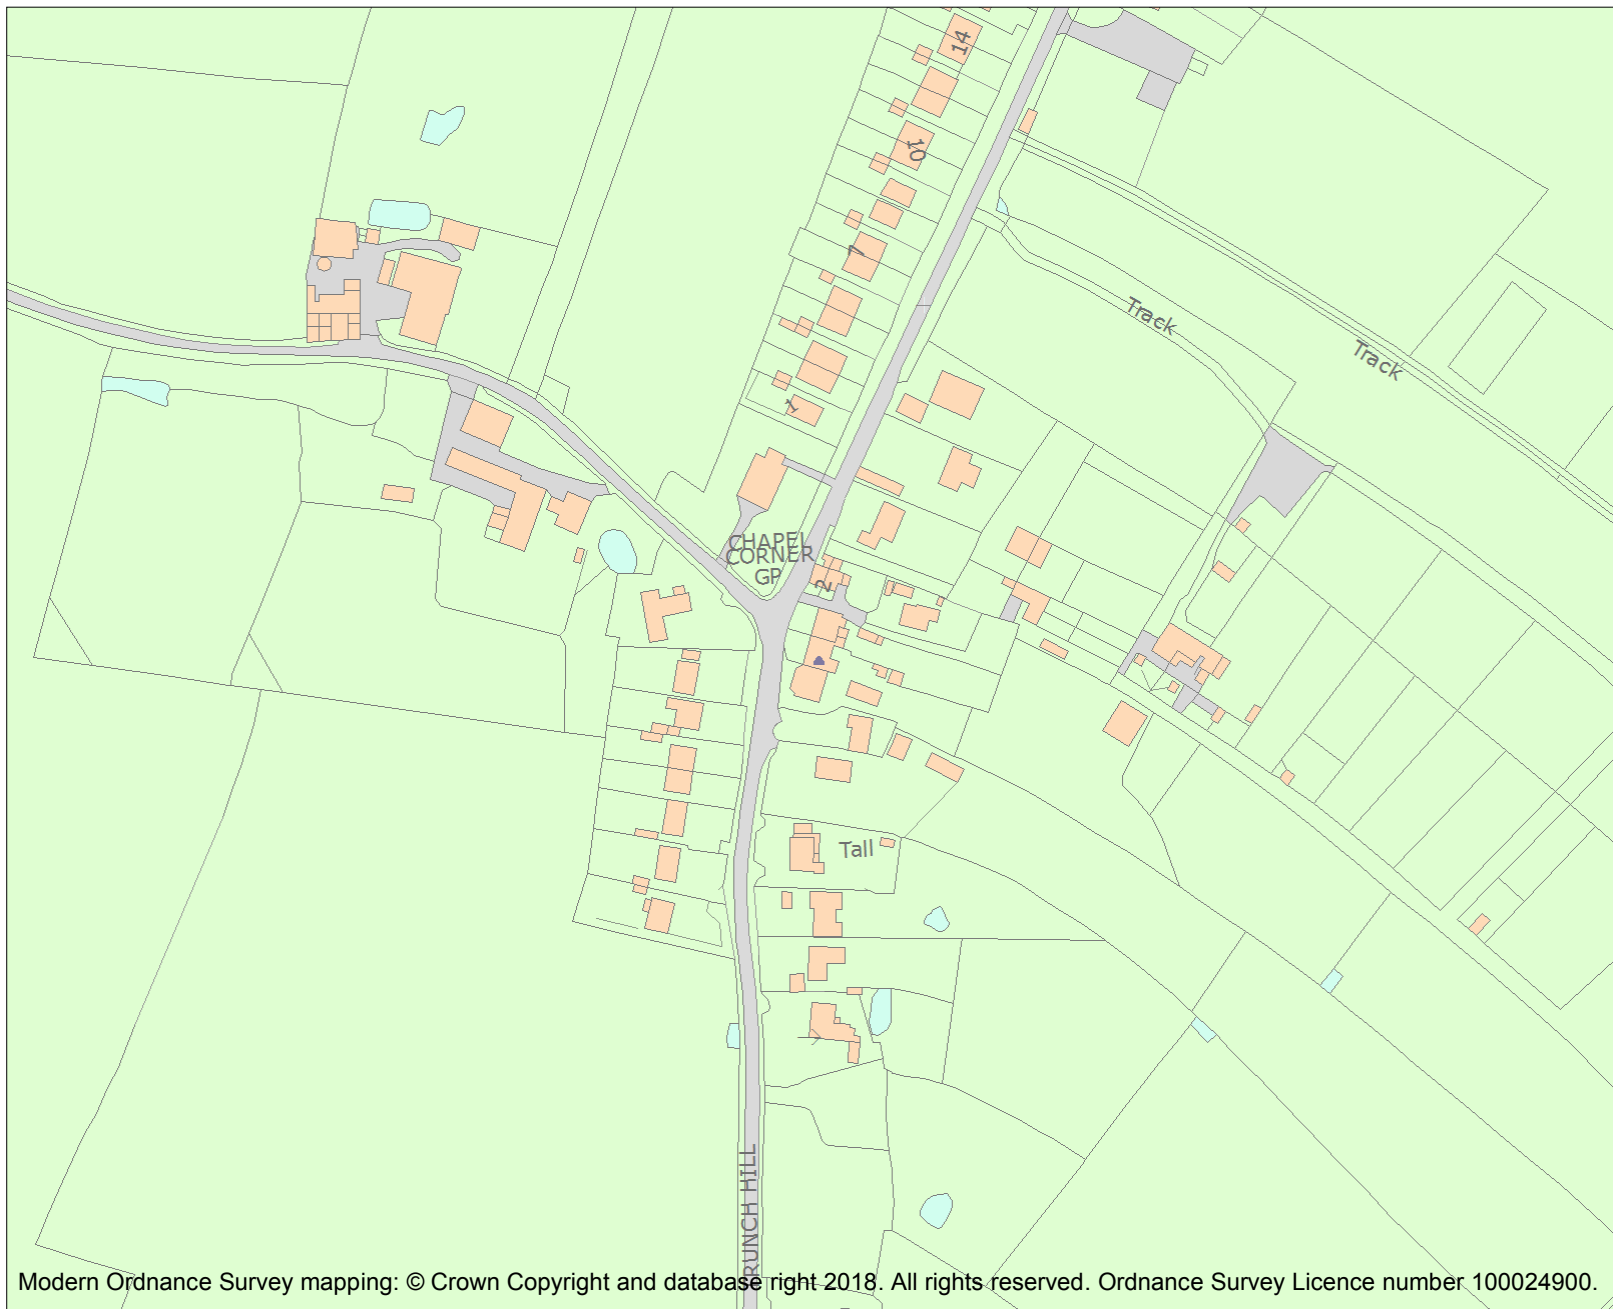 14
10
7
Track
Track
1
CHAPEL
CORNER
GP
2
Tall
RUNCH HILL
Modern Ordnance Survey mapping: © Crown Copyright and database right 2018. All rights reserved. Ordnance Survey Licence number 100024900.